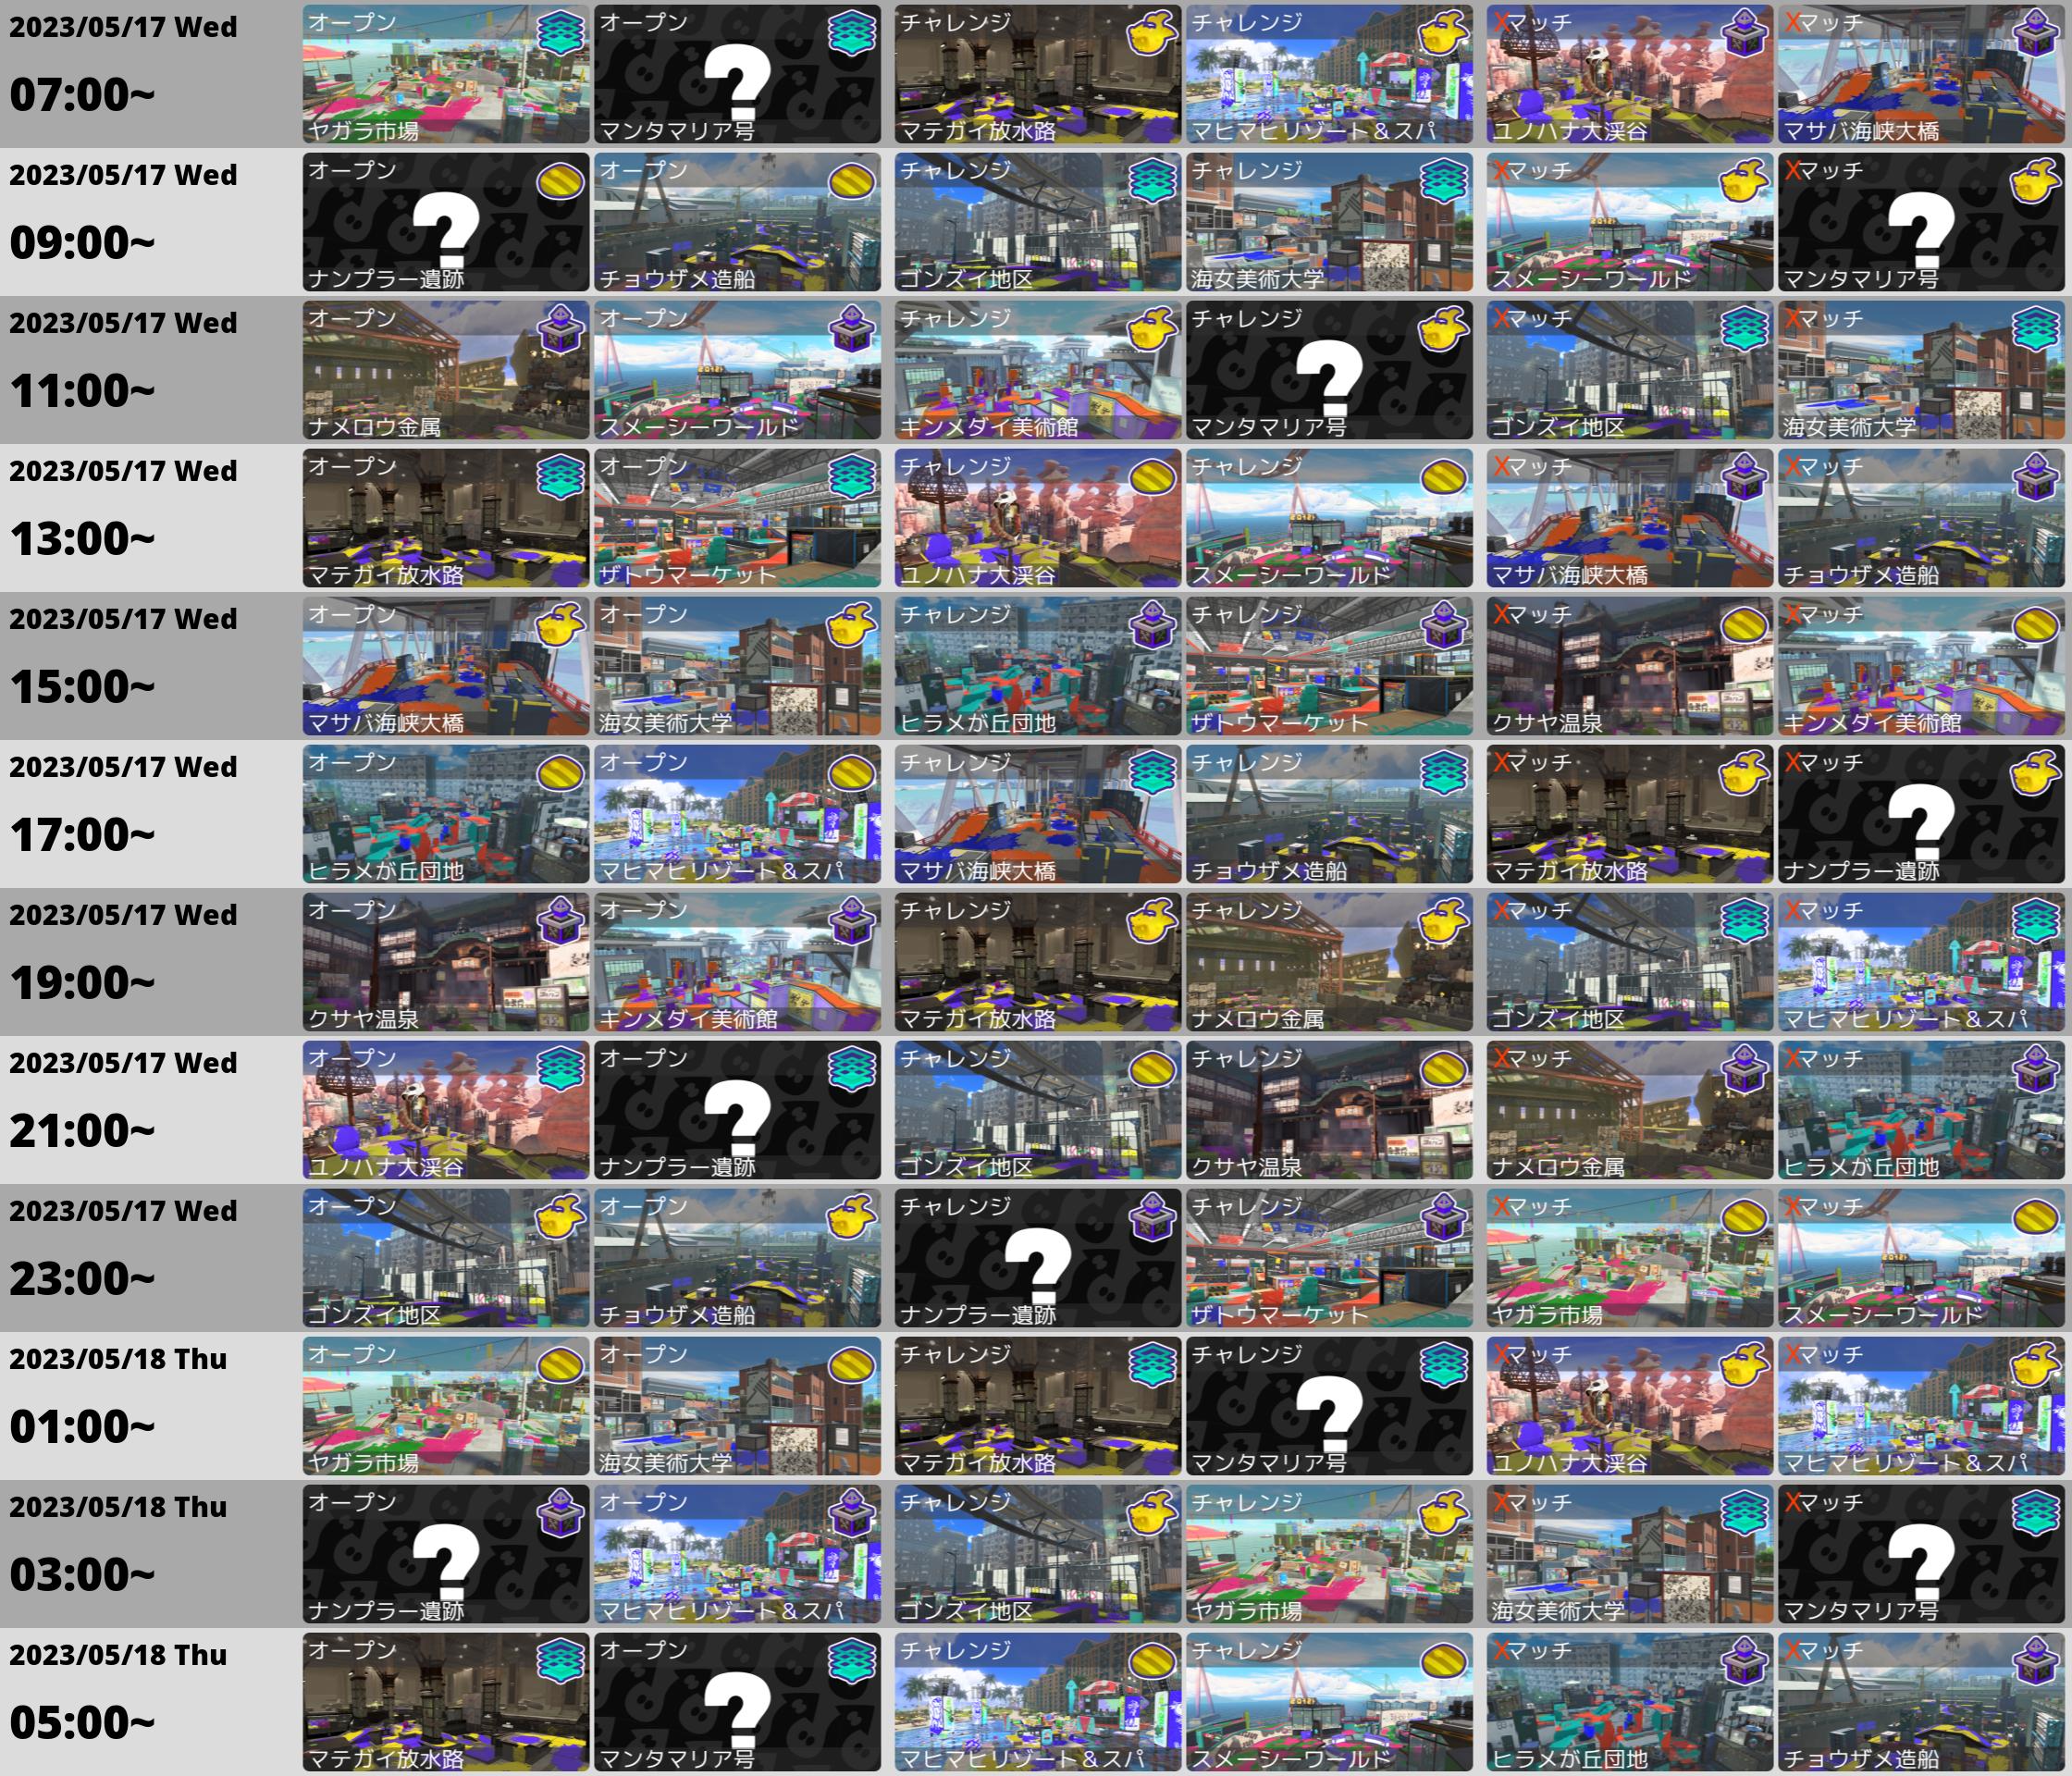 2023/05/17 Wed
07:00~
オープン
ヤガラ市場
オープン
マンタマリア号
チャレンジ
マテガイ放水路
チャレンジ
マヒマヒリゾート＆スパ
Xマッチ
ユノハナ大渓谷
Xマッチ
マサバ海峡大橋
2023/05/17 Wed
09:00~
オープン
ナンプラー遺跡
オープン
チョウザメ造船
チャレンジ
ゴンズイ地区
チャレンジ
海女美術大学
Xマッチ
スメーシーワールド
Xマッチ
マンタマリア号
2023/05/17 Wed
11:00~
オープン
ナメロウ金属
オープン
スメーシーワールド
チャレンジ
キンメダイ美術館
チャレンジ
マンタマリア号
Xマッチ
ゴンズイ地区
Xマッチ
海女美術大学
2023/05/17 Wed
13:00~
オープン
マテガイ放水路
オープン
ザトウマーケット
チャレンジ
ユノハナ大渓谷
チャレンジ
スメーシーワールド
Xマッチ
マサバ海峡大橋
Xマッチ
チョウザメ造船
2023/05/17 Wed
15:00~
オープン
マサバ海峡大橋
オープン
海女美術大学
チャレンジ
ヒラメが丘団地
チャレンジ
ザトウマーケット
Xマッチ
クサヤ温泉
Xマッチ
キンメダイ美術館
2023/05/17 Wed
17:00~
オープン
ヒラメが丘団地
オープン
マヒマヒリゾート＆スパ
チャレンジ
マサバ海峡大橋
チャレンジ
チョウザメ造船
Xマッチ
マテガイ放水路
Xマッチ
ナンプラー遺跡
2023/05/17 Wed
19:00~
オープン
クサヤ温泉
オープン
キンメダイ美術館
チャレンジ
マテガイ放水路
チャレンジ
ナメロウ金属
Xマッチ
ゴンズイ地区
Xマッチ
マヒマヒリゾート＆スパ
2023/05/17 Wed
21:00~
オープン
ユノハナ大渓谷
オープン
ナンプラー遺跡
チャレンジ
ゴンズイ地区
チャレンジ
クサヤ温泉
Xマッチ
ナメロウ金属
Xマッチ
ヒラメが丘団地
2023/05/17 Wed
23:00~
オープン
ゴンズイ地区
オープン
チョウザメ造船
チャレンジ
ナンプラー遺跡
チャレンジ
ザトウマーケット
Xマッチ
ヤガラ市場
Xマッチ
スメーシーワールド
2023/05/18 Thu
01:00~
オープン
ヤガラ市場
オープン
海女美術大学
チャレンジ
マテガイ放水路
チャレンジ
マンタマリア号
Xマッチ
ユノハナ大渓谷
Xマッチ
マヒマヒリゾート＆スパ
2023/05/18 Thu
03:00~
オープン
ナンプラー遺跡
オープン
マヒマヒリゾート＆スパ
チャレンジ
ゴンズイ地区
チャレンジ
ヤガラ市場
Xマッチ
海女美術大学
Xマッチ
マンタマリア号
2023/05/18 Thu
05:00~
オープン
マテガイ放水路
オープン
マンタマリア号
チャレンジ
マヒマヒリゾート＆スパ
チャレンジ
スメーシーワールド
Xマッチ
ヒラメが丘団地
Xマッチ
チョウザメ造船